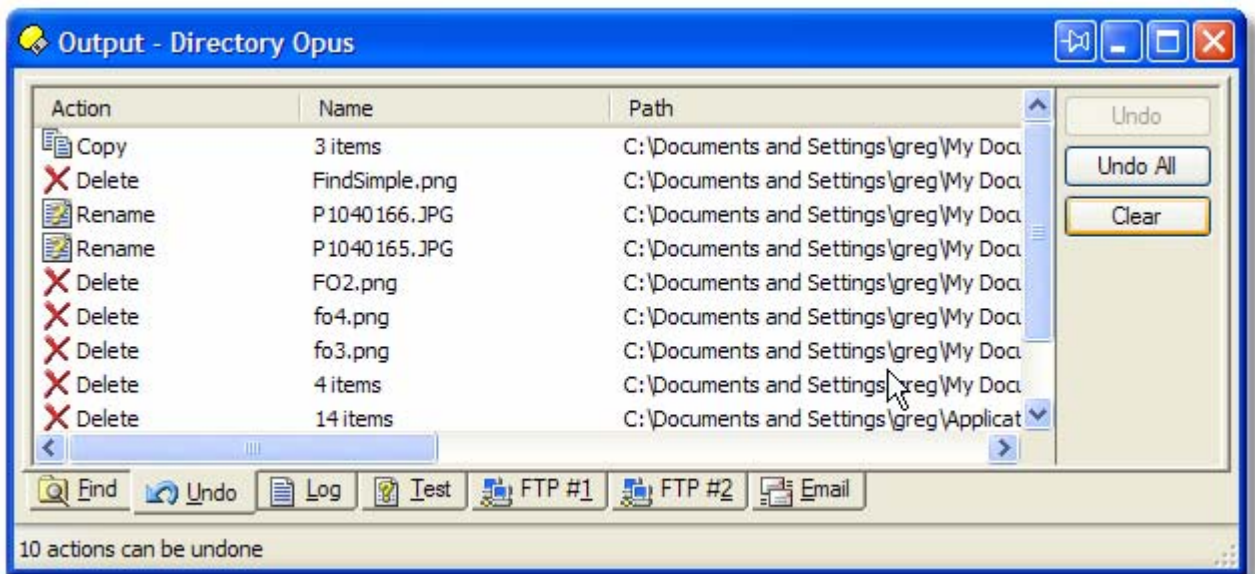 Output - Directory Opus
Action Name Path
Undo
Copy 3 items C:\Documents and Settings\greg\My Docu
Undo All
Delete FindSimple.png C:\Documents and Settings\greg\My Docu
Rename P1040166.JPG C:\Documents and Settings\greg\My Docu
Clear
Rename P1040165.JPG C:\Documents and Settings\greg\My Docu
Delete FO2.png C:\Documents and Settings\greg\My Docu
Delete fo4.png C:\Documents and Settings\greg\My Docu
Delete fo3.png C:\Documents and Settings\greg\My Docu
Delete 4 items C:\Documents and Settings\greg\My Docu
Delete 14 items C:\Documents and Settings\greg\Applicat
Find Undo Log Test FTP #1 FTP #2 Email
10 actions can be undone